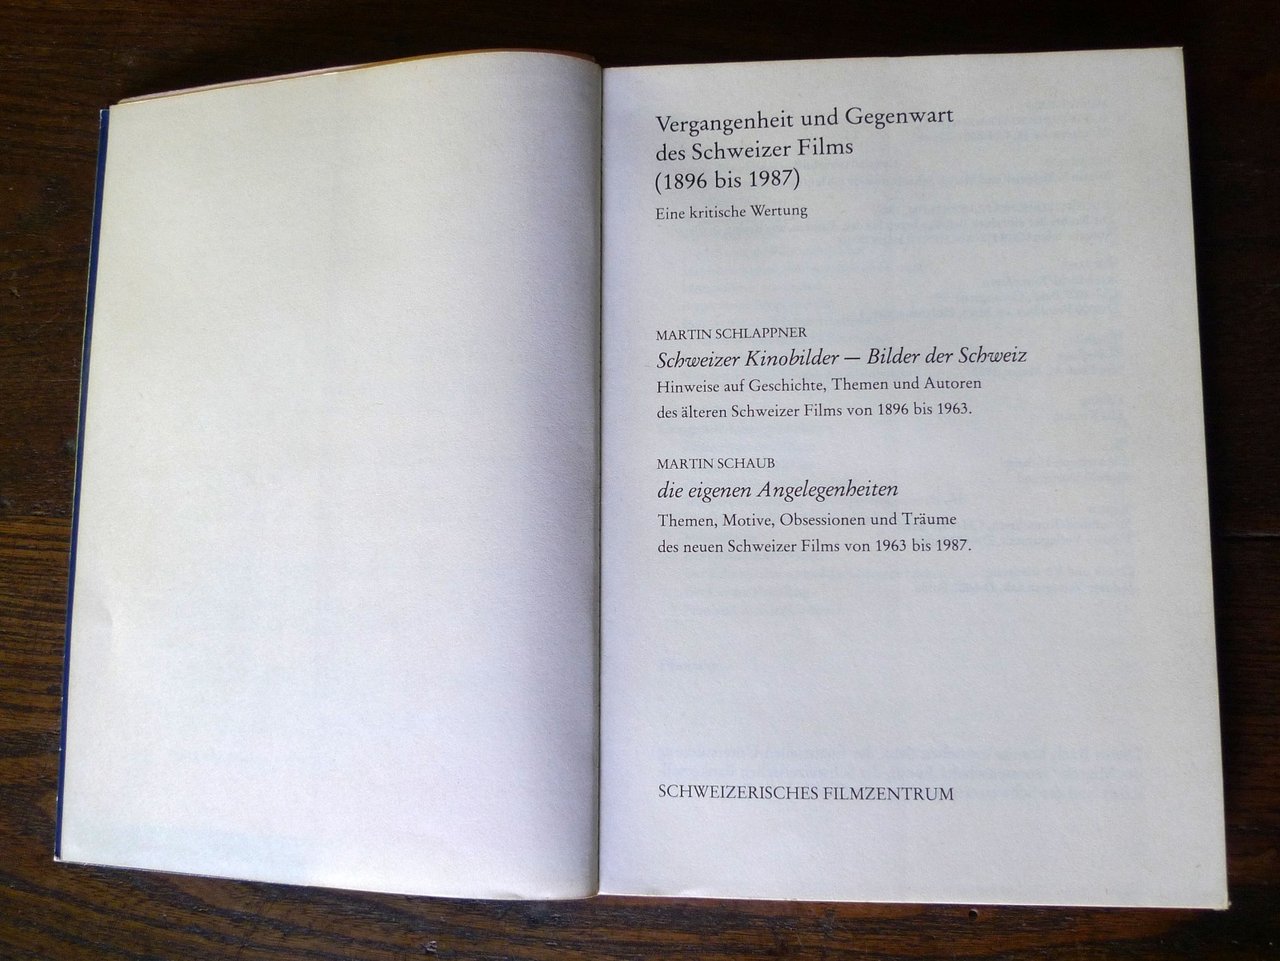 Vergangenheit und Gegenwart
des Schweizer Films
(1896 bis 1987)
Eine kritische Wertung
MARTIN SCHLAPPNER
Schweizer Kinobilder — Bilder der Schweiz
Hinweise auf Geschichte, Themen und Autoren
des älteren Schweizer Films von 1896 bis 1963.
MARTIN SCHAUB
die eigenen Angelegenheiten
Themen, Motive, Obsessionen und Träume
des neuen Schweizer Films von 1963 bis 1987.
SCHWEIZERISCHES FILMZENTRUM